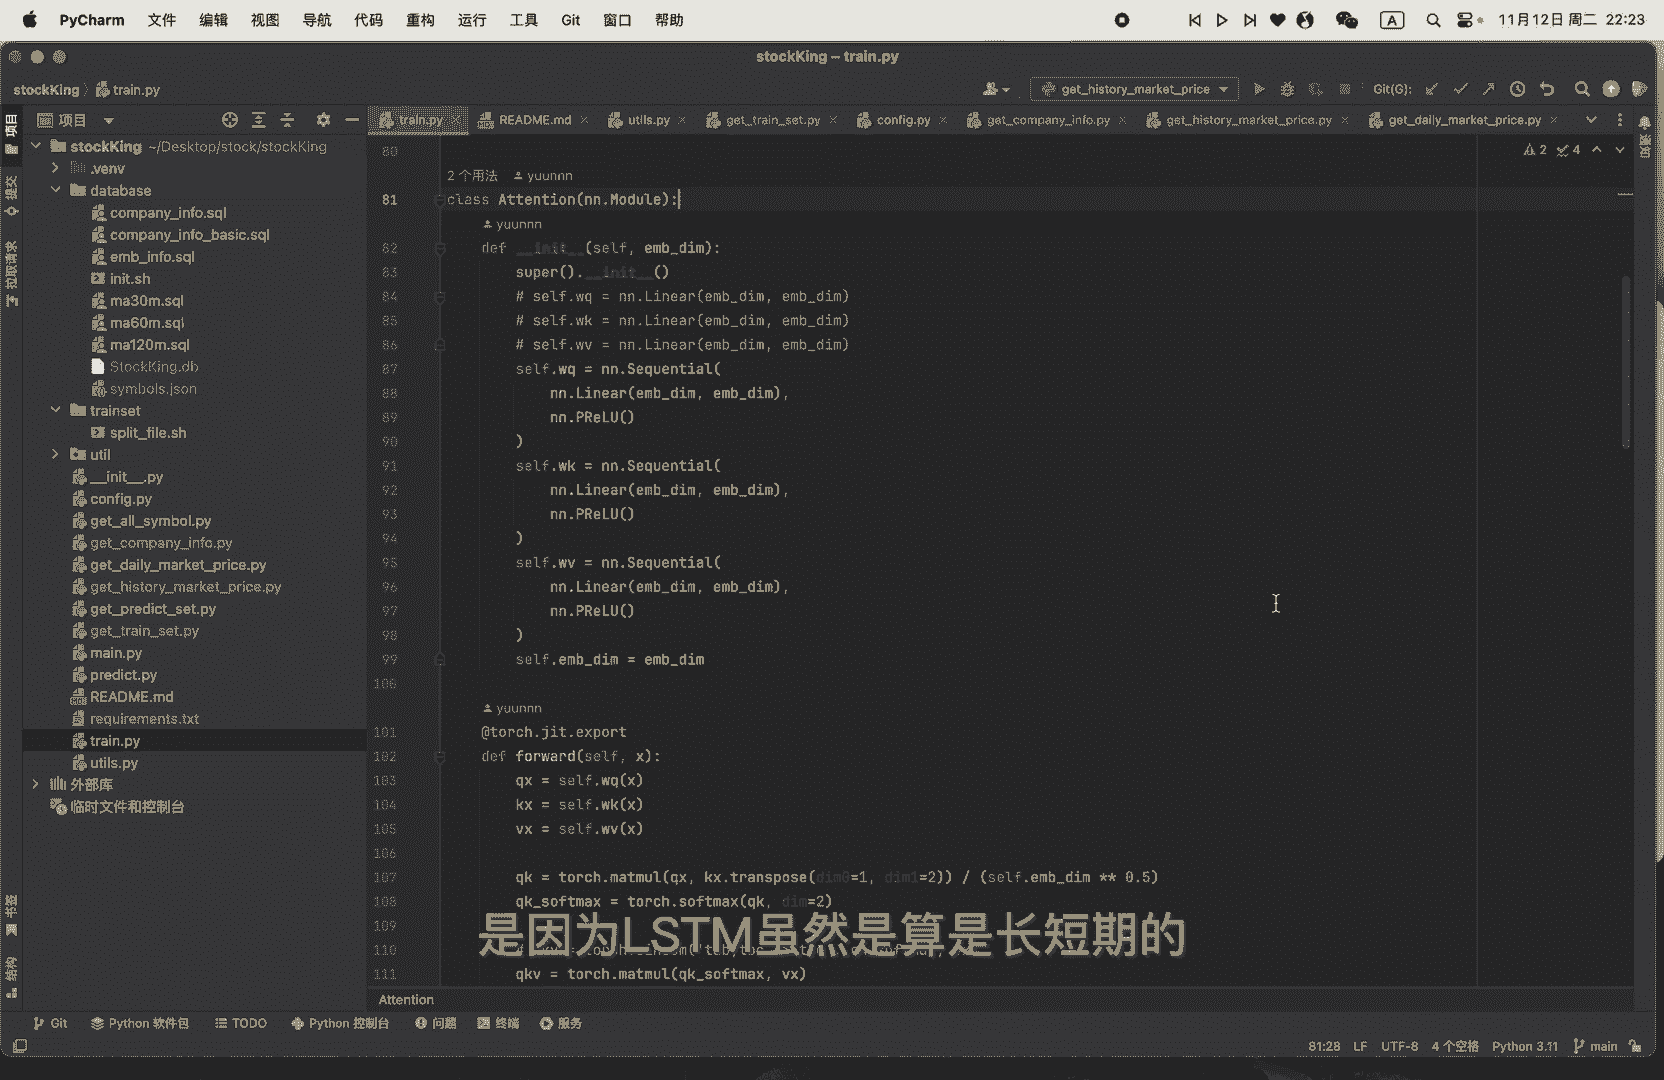 PyCharm 文件 编辑 视图 导航 代码 重构 运行 工具 Git 窗口 帮助 A 11月12日 周二 22:23
stockKing – train.py
stockKing train.py get_history_market_price Git(G):
项目 train.py README.md utils.py get_train_set.py config.py get_company_info.py get_history_market_price.py get_daily_market_price.py
项目
提交
拉取请求
书签
结构
通知
stockKing ~/Desktop/stock/stockKing
.venv
database
company_info.sql
company_info_basic.sql
emb_info.sql
init.sh
ma30m.sql
ma60m.sql
ma120m.sql
StockKing.db
symbols.json
trainset
split_file.sh
util
__init__.py
config.py
get_all_symbol.py
get_company_info.py
get_daily_market_price.py
get_history_market_price.py
get_predict_set.py
get_train_set.py
main.py
predict.py
README.md
requirements.txt
train.py
utils.py
外部库
临时文件和控制台
2 4
80
2 个用法 yuunnn
81 class Attention(nn.Module):
yuunnn
82 def __init__(self, emb_dim):
83 super().__init__()
84 # self.wq = nn.Linear(emb_dim, emb_dim)
85 # self.wk = nn.Linear(emb_dim, emb_dim)
86 # self.wv = nn.Linear(emb_dim, emb_dim)
87 self.wq = nn.Sequential(
88 nn.Linear(emb_dim, emb_dim),
89 nn.PReLU()
90 )
91 self.wk = nn.Sequential(
92 nn.Linear(emb_dim, emb_dim),
93 nn.PReLU()
94 )
95 self.wv = nn.Sequential(
96 nn.Linear(emb_dim, emb_dim),
97 nn.PReLU()
98 )
99 self.emb_dim = emb_dim
100
yuunnn
101 @torch.jit.export
102 def forward(self, x):
103 qx = self.wq(x)
104 kx = self.wk(x)
105 vx = self.wv(x)
106
107 qk = torch.matmul(qx, kx.transpose(dim0=1, dim1=2)) / (self.emb_dim ** 0.5)
108 qk_softmax = torch.softmax(qk, dim=2)
109
110
111 qkv = torch.matmul(qk_softmax, vx)
是因为LSTM虽然是算是长短期的
Attention
Git Python 软件包 TODO Python 控制台 问题 终端 服务
81:28 LF UTF-8 4 个空格 Python 3.11 main